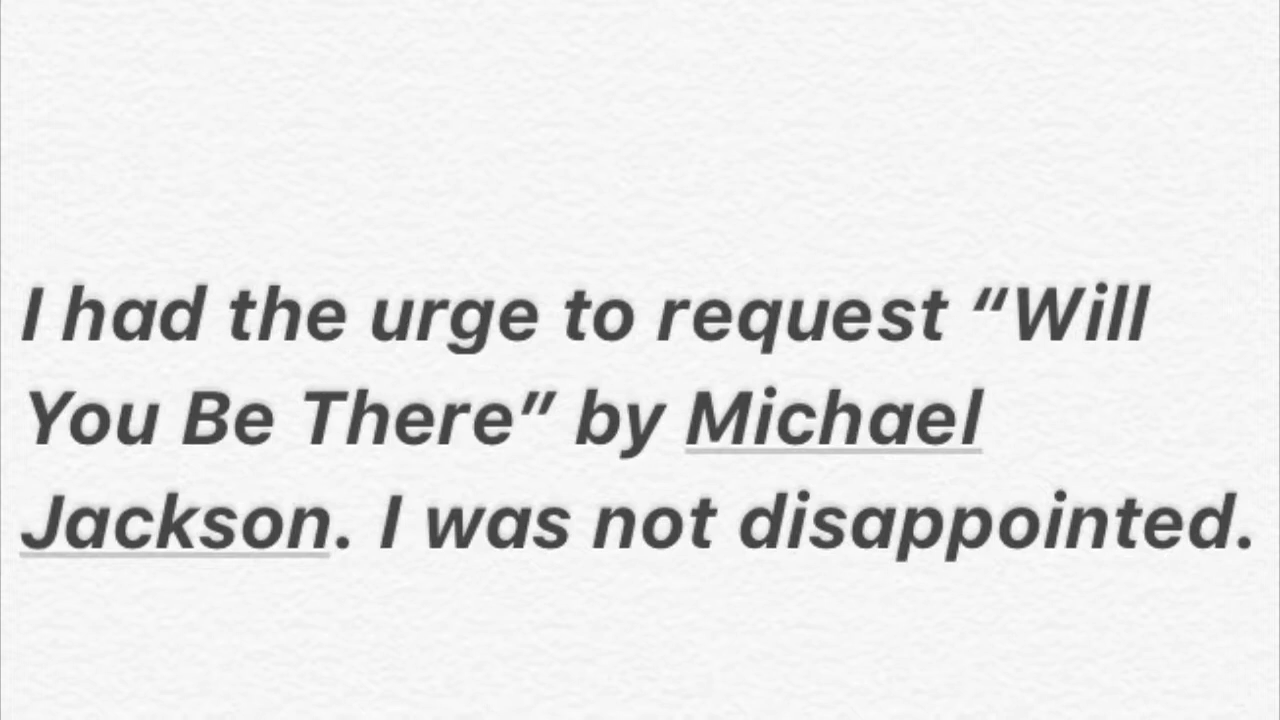 I had the urge to request “Will
You Be There” by Michael
Jackson. I was not disappointed.